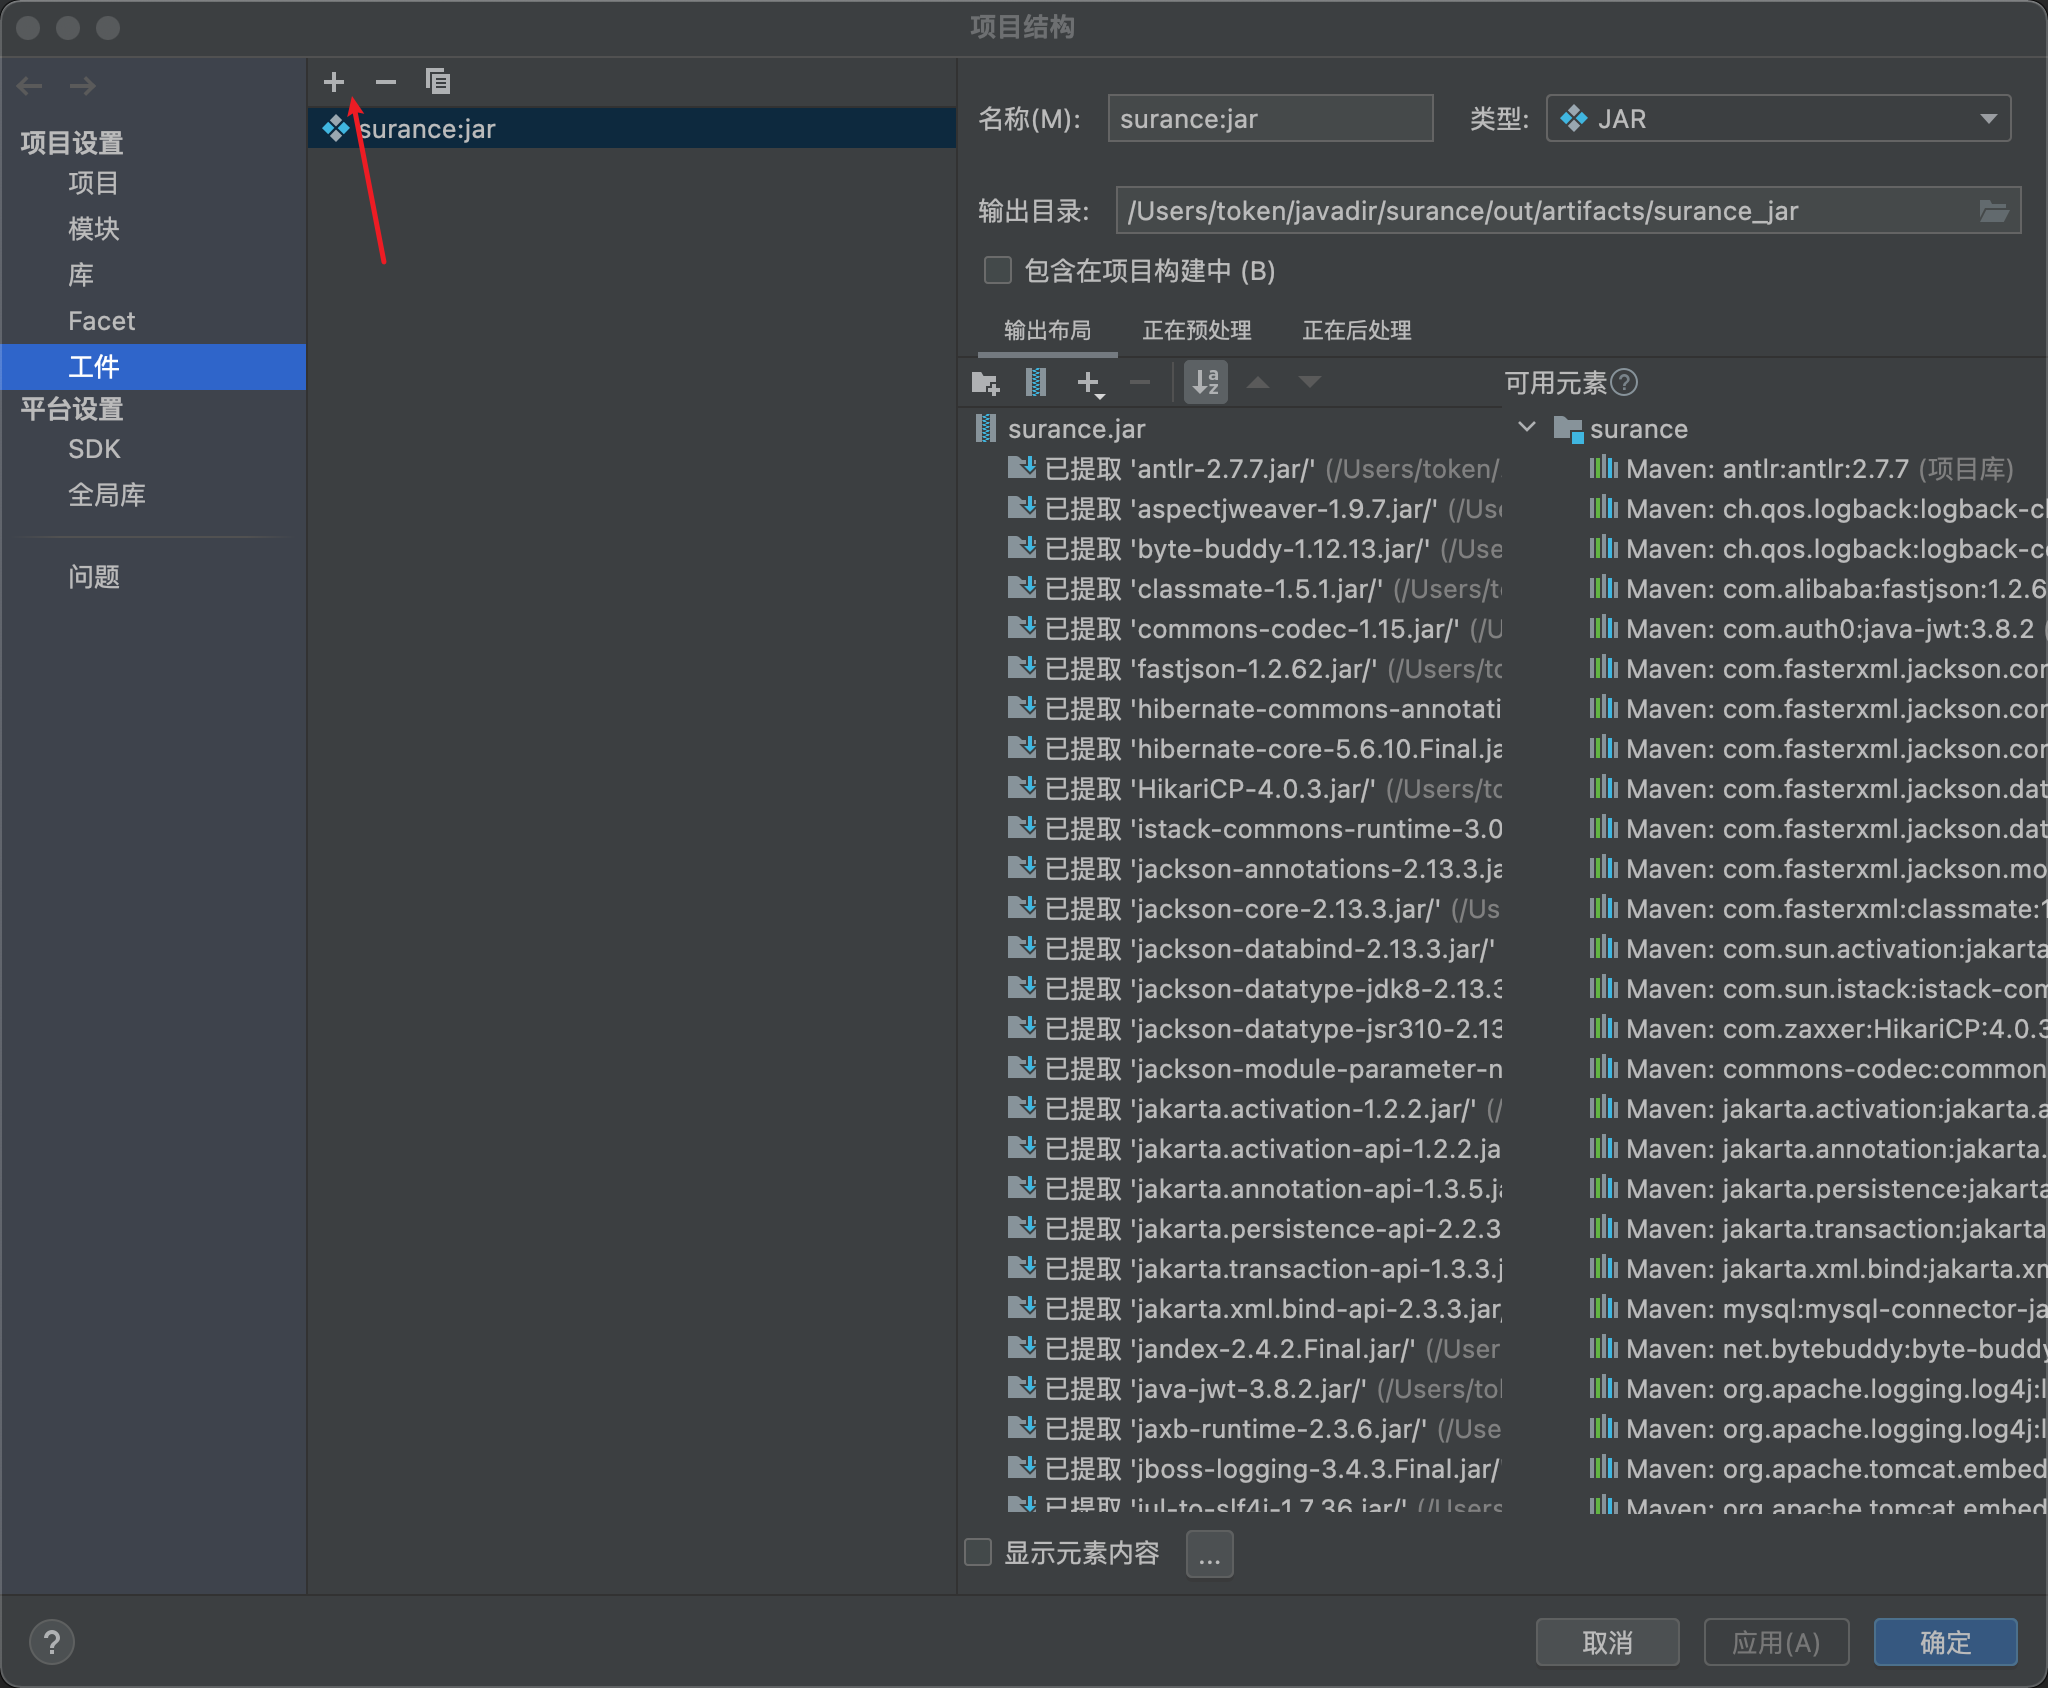 项目结构
项目设置
项目
模块
库
Facet
工件
平台设置
SDK
全局库
问题
surance:jar
名称(M): surance:jar 类型: JAR
输出目录: /Users/token/javadir/surance/out/artifacts/surance_jar
包含在项目构建中 (B)
输出布局 正在预处理 正在后处理
可用元素
surance.jar
已提取 'antlr-2.7.7.jar/' (/Users/token/
已提取 'aspectjweaver-1.9.7.jar/' (/Use
已提取 'byte-buddy-1.12.13.jar/' (/Use
已提取 'classmate-1.5.1.jar/' (/Users/t
已提取 'commons-codec-1.15.jar/' (/U
已提取 'fastjson-1.2.62.jar/' (/Users/to
已提取 'hibernate-commons-annotati
已提取 'hibernate-core-5.6.10.Final.ja
已提取 'HikariCP-4.0.3.jar/' (/Users/to
已提取 'istack-commons-runtime-3.0
已提取 'jackson-annotations-2.13.3.ja
已提取 'jackson-core-2.13.3.jar/' (/Us
已提取 'jackson-databind-2.13.3.jar/'
已提取 'jackson-datatype-jdk8-2.13.3
已提取 'jackson-datatype-jsr310-2.13
已提取 'jackson-module-parameter-n
已提取 'jakarta.activation-1.2.2.jar/' (/
已提取 'jakarta.activation-api-1.2.2.ja
已提取 'jakarta.annotation-api-1.3.5.ja
已提取 'jakarta.persistence-api-2.2.3
已提取 'jakarta.transaction-api-1.3.3.j
已提取 'jakarta.xml.bind-api-2.3.3.jar/
已提取 'jandex-2.4.2.Final.jar/' (/User
已提取 'java-jwt-3.8.2.jar/' (/Users/tol
已提取 'jaxb-runtime-2.3.6.jar/' (/Use
已提取 'jboss-logging-3.4.3.Final.jar/'
已提取 'jul-to-slf4j-1.7.36.jar/' (/Users
surance
Maven: antlr:antlr:2.7.7 (项目库)
Maven: ch.qos.logback:logback-cl
Maven: ch.qos.logback:logback-co
Maven: com.alibaba:fastjson:1.2.6
Maven: com.auth0:java-jwt:3.8.2 (
Maven: com.fasterxml.jackson.cor
Maven: com.fasterxml.jackson.cor
Maven: com.fasterxml.jackson.cor
Maven: com.fasterxml.jackson.dat
Maven: com.fasterxml.jackson.dat
Maven: com.fasterxml.jackson.mo
Maven: com.fasterxml:classmate:1
Maven: com.sun.activation:jakarta
Maven: com.sun.istack:istack-com
Maven: com.zaxxer:HikariCP:4.0.3
Maven: commons-codec:common
Maven: jakarta.activation:jakarta.a
Maven: jakarta.annotation:jakarta.
Maven: jakarta.persistence:jakarta
Maven: jakarta.transaction:jakarta
Maven: jakarta.xml.bind:jakarta.xm
Maven: mysql:mysql-connector-ja
Maven: net.bytebuddy:byte-buddy
Maven: org.apache.logging.log4j:l
Maven: org.apache.logging.log4j:l
Maven: org.apache.tomcat.embed
Maven: org.apache.tomcat.embed
显示元素内容 ...
取消 应用(A) 确定